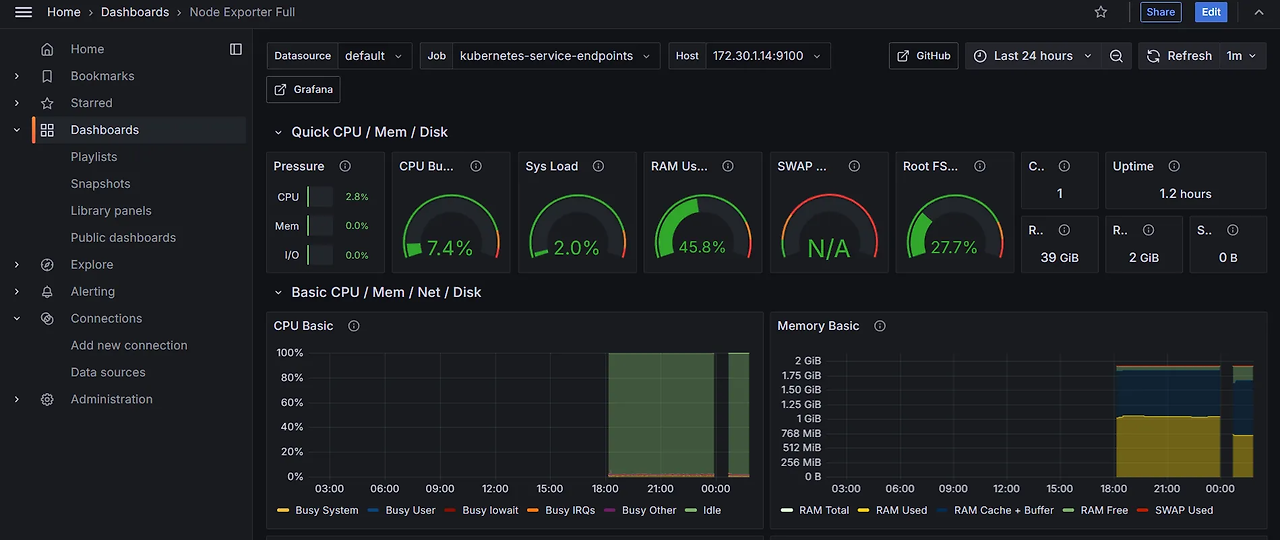 Home › Dashboards › Node Exporter Full
Share
Edit
Home
Bookmarks
Starred
Dashboards
Playlists
Snapshots
Library panels
Public dashboards
Explore
Alerting
Connections
Add new connection
Data sources
Administration
Datasource default Job kubernetes-service-endpoints Host 172.30.1.14:9100 GitHub Last 24 hours Refresh 1m
Grafana
Quick CPU / Mem / Disk
Pressure
CPU 2.8%
Mem 0.0%
I/O 0.0%
CPU Bu...
7.4%
Sys Load
2.0%
RAM Us...
45.8%
SWAP ...
N/A
Root FS...
27.7%
C..
1
Uptime
1.2 hours
R..
39 GiB
R..
2 GiB
S..
0 B
Basic CPU / Mem / Net / Disk
CPU Basic
100%
80%
60%
40%
20%
0%
03:00 06:00 09:00 12:00 15:00 18:00 21:00 00:00
Busy System Busy User Busy Iowait Busy IRQs Busy Other Idle
Memory Basic
2 GiB
1.75 GiB
1.50 GiB
1.25 GiB
1 GiB
768 MiB
512 MiB
256 MiB
0 B
03:00 06:00 09:00 12:00 15:00 18:00 21:00 00:00
RAM Total RAM Used RAM Cache + Buffer RAM Free SWAP Used